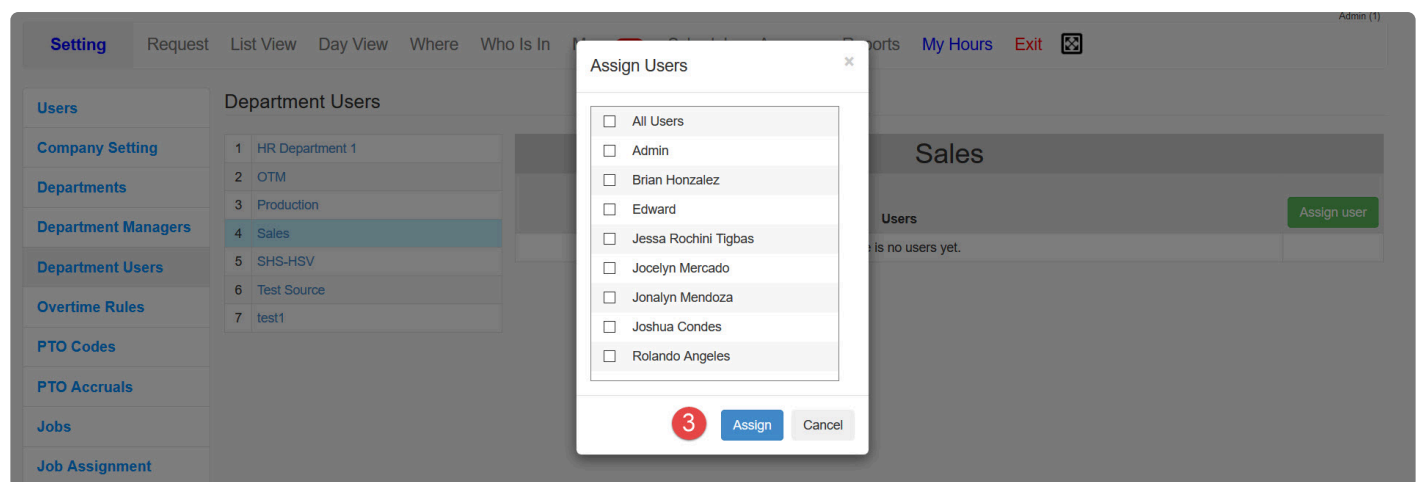 Admin (1)
Setting Request List View Day View Where Who Is In My Hours Exit
Assign Users ×
Users
Company Setting
Departments
Department Managers
Department Users
Overtime Rules
PTO Codes
PTO Accruals
Jobs
Job Assignment
Department Users
1 HR Department 1
2 OTM
3 Production
4 Sales
5 SHS-HSV
6 Test Source
7 test1
All Users
Admin
Brian Honzalez
Edward
Jessa Rochini Tigbas
Jocelyn Mercado
Jonalyn Mendoza
Joshua Condes
Rolando Angeles
3 Assign Cancel
Sales
Users
Assign user
is no users yet.